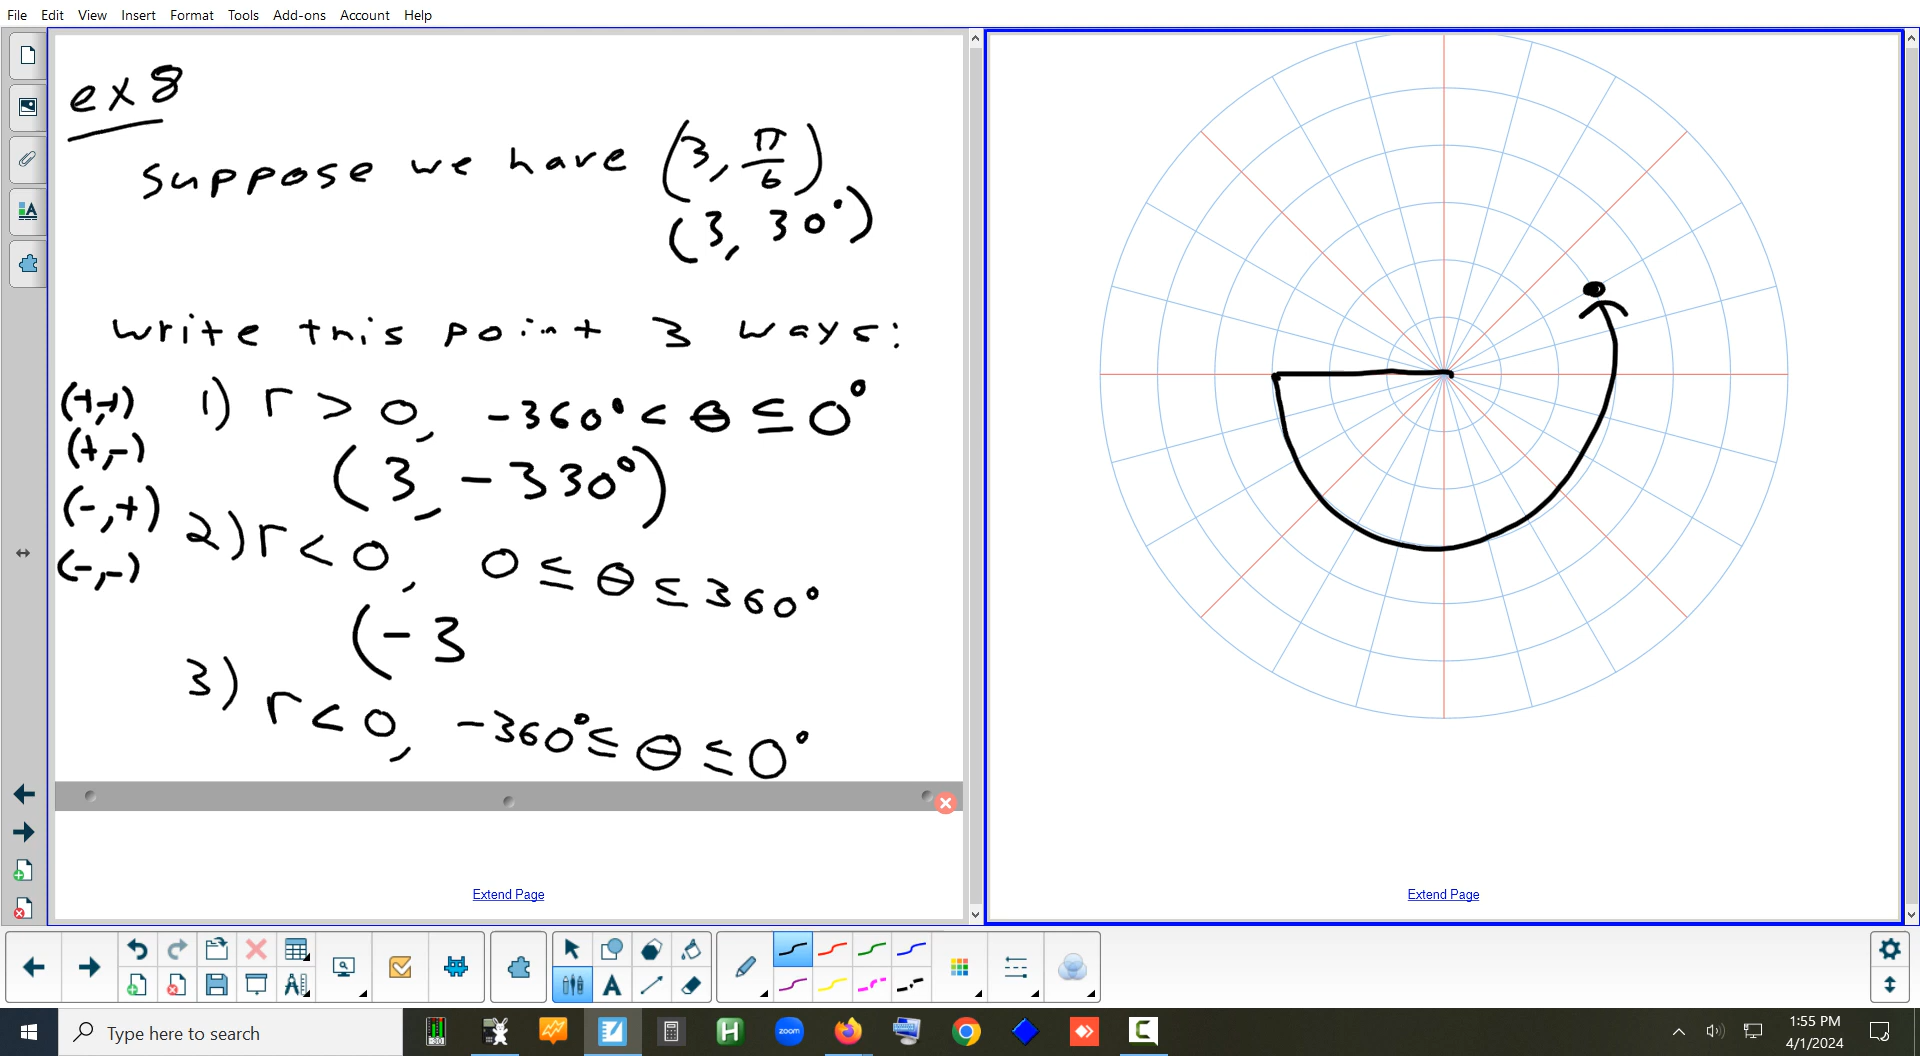 File Edit View Insert Format Tools Add-ons Account Help
ex 8
suppose we have (3, π/6)
(3, 30°)
write this point 3 ways:
(+,+) 1) r > 0, -360° < θ ≤ 0°
(+,-) (3, -330°)
(-,+) 2) r < 0, 0 ≤ θ ≤ 360°
(-,-)
(-3
3) r < 0, -360° ≤ θ ≤ 0°
Extend Page
Extend Page
Type here to search
zoom
1:55 PM
4/1/2024